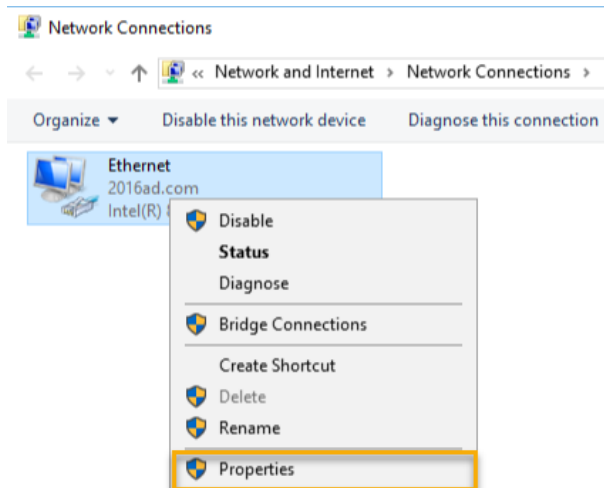 Network Connections
« Network and Internet > Network Connections >
Organize Disable this network device Diagnose this connection
Ethernet
2016ad.com
Intel(R)
Disable
Status
Diagnose
Bridge Connections
Create Shortcut
Delete
Rename
Properties